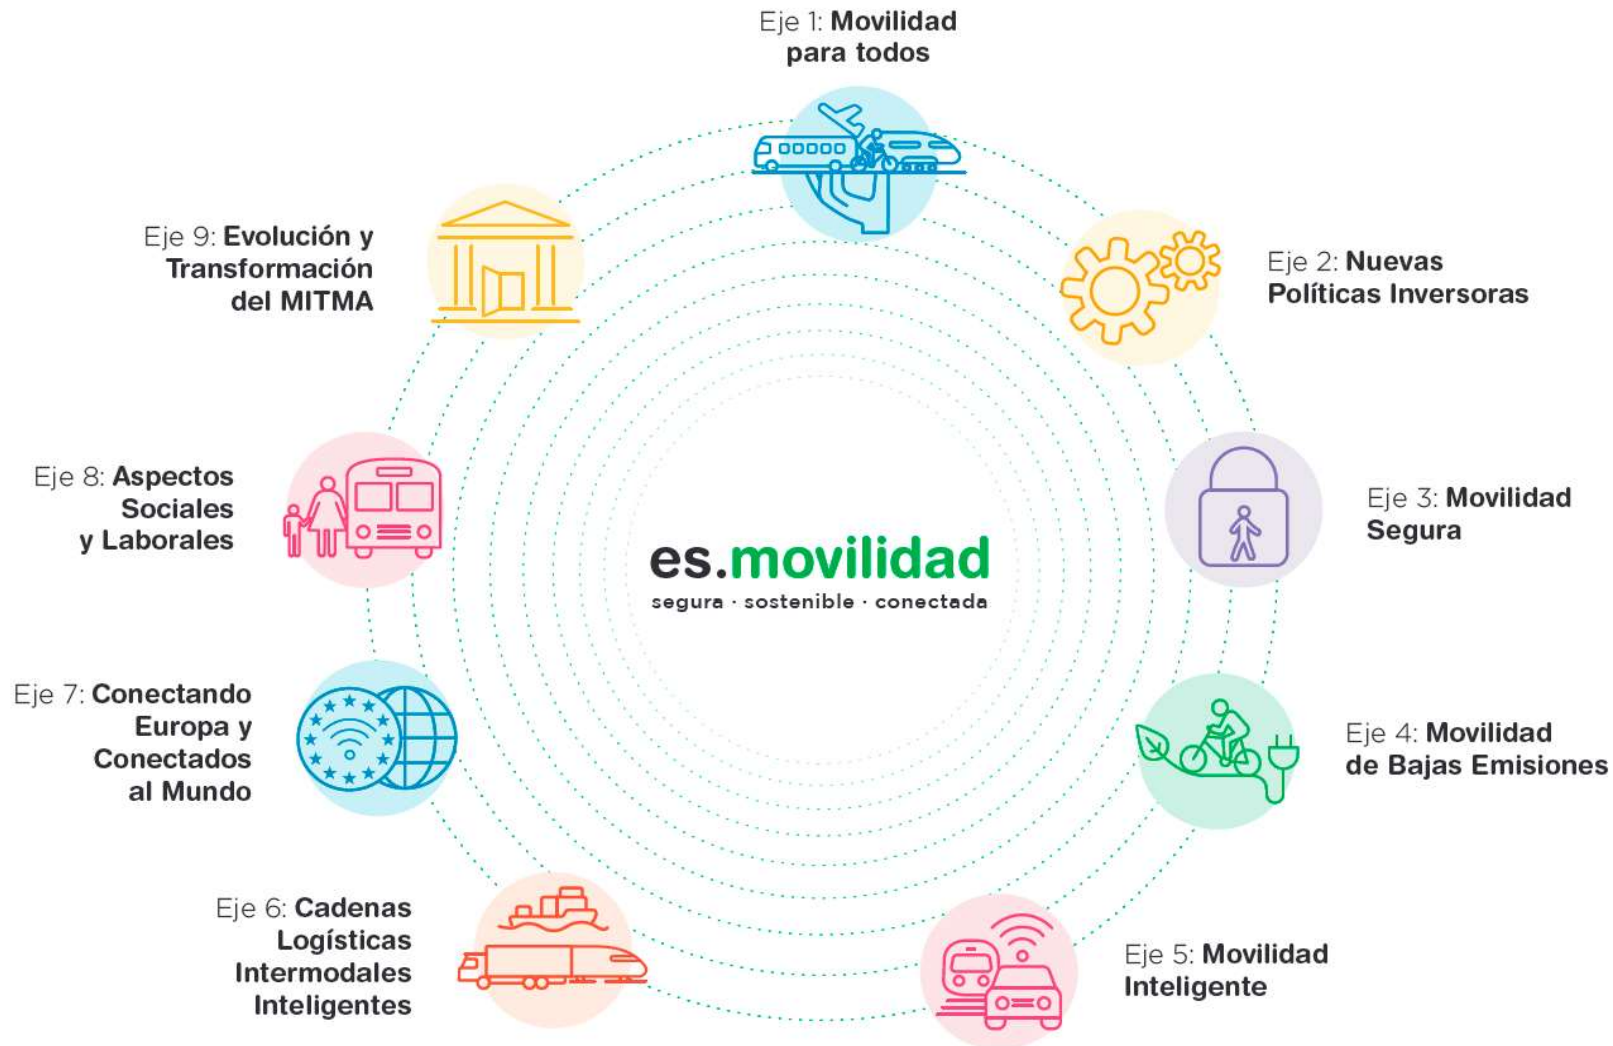 Eje 1: Movilidad
para todos
Eje 2: Nuevas
Políticas Inversoras
Eje 3: Movilidad
Segura
Eje 4: Movilidad
de Bajas Emisiones
Eje 5: Movilidad
Inteligente
Eje 6: Cadenas
Logísticas
Intermodales
Inteligentes
Eje 7: Conectando
Europa y
Conectados
al Mundo
Eje 8: Aspectos
Sociales
y Laborales
Eje 9: Evolución y
Transformación
del MITMA
es.movilidad
segura · sostenible · conectada